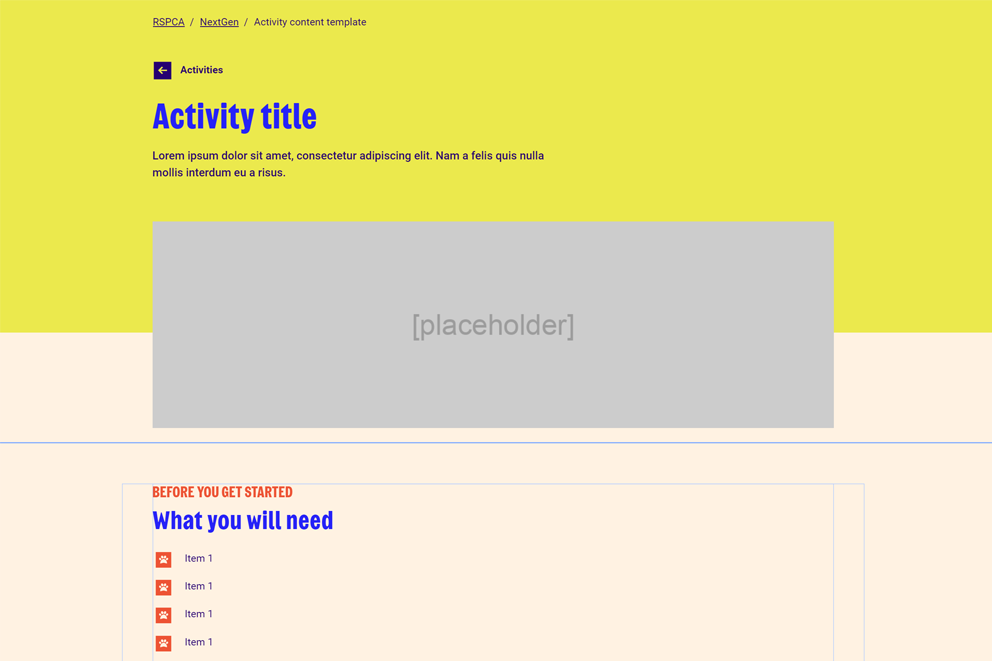 RSPCA / NextGen / Activity content template
Activities
Activity title
Lorem ipsum dolor sit amet, consectetur adipiscing elit. Nam a felis quis nulla
mollis interdum eu a risus.
[placeholder]
BEFORE YOU GET STARTED
What you will need
Item 1
Item 1
Item 1
Item 1